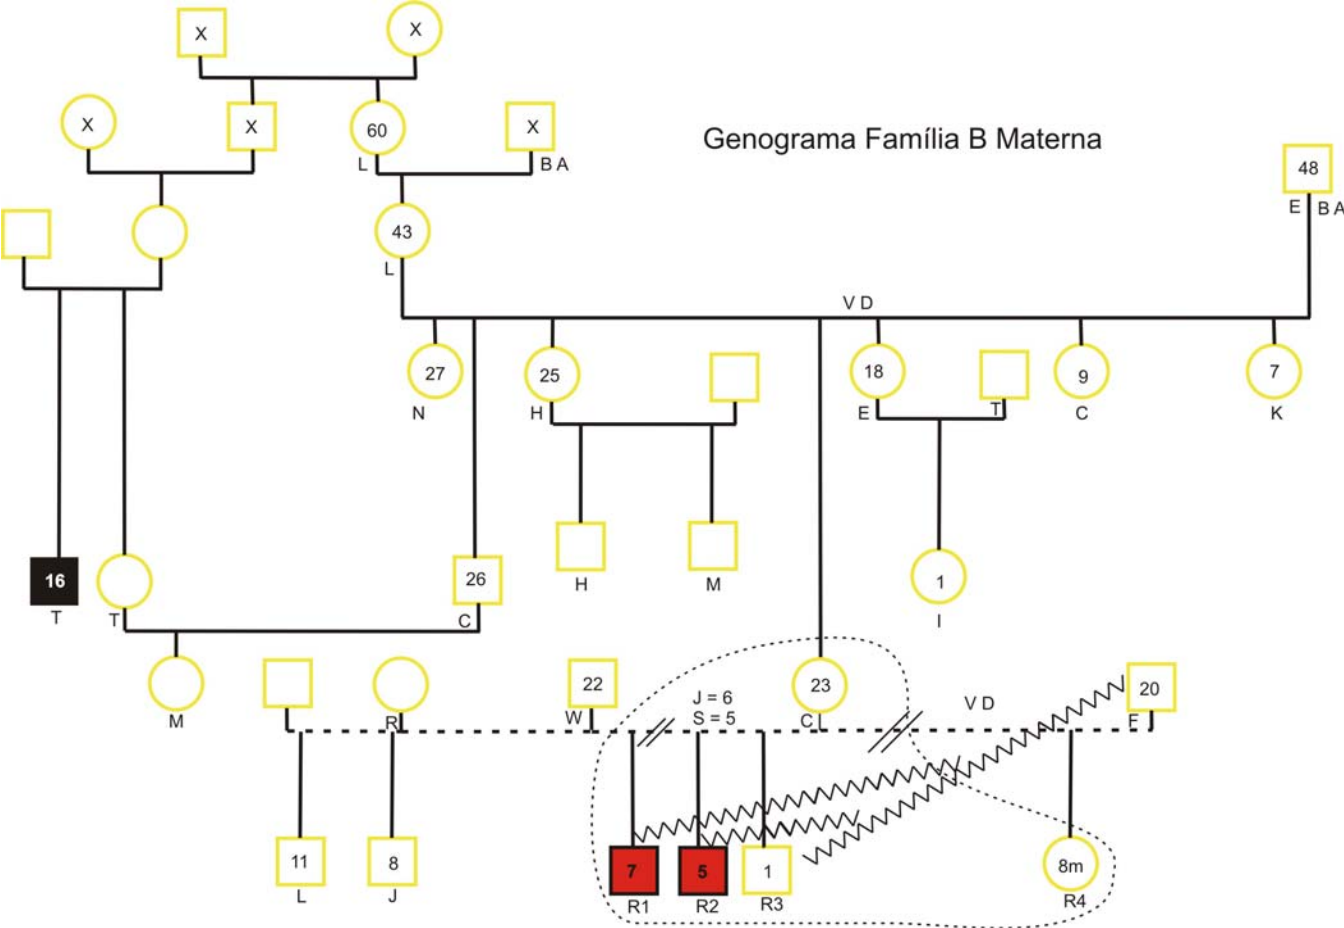 X X
X X 60 X
Genograma Família B Materna
L B A
48
E B A
43
L
V D
27 25 18 9 7
N H E T C K
16 26 1
T T C H M I
22 23 20
M R W J = 6 C V D F
S = 5
11 8 7 5 1 8m
L J R1 R2 R3 R4